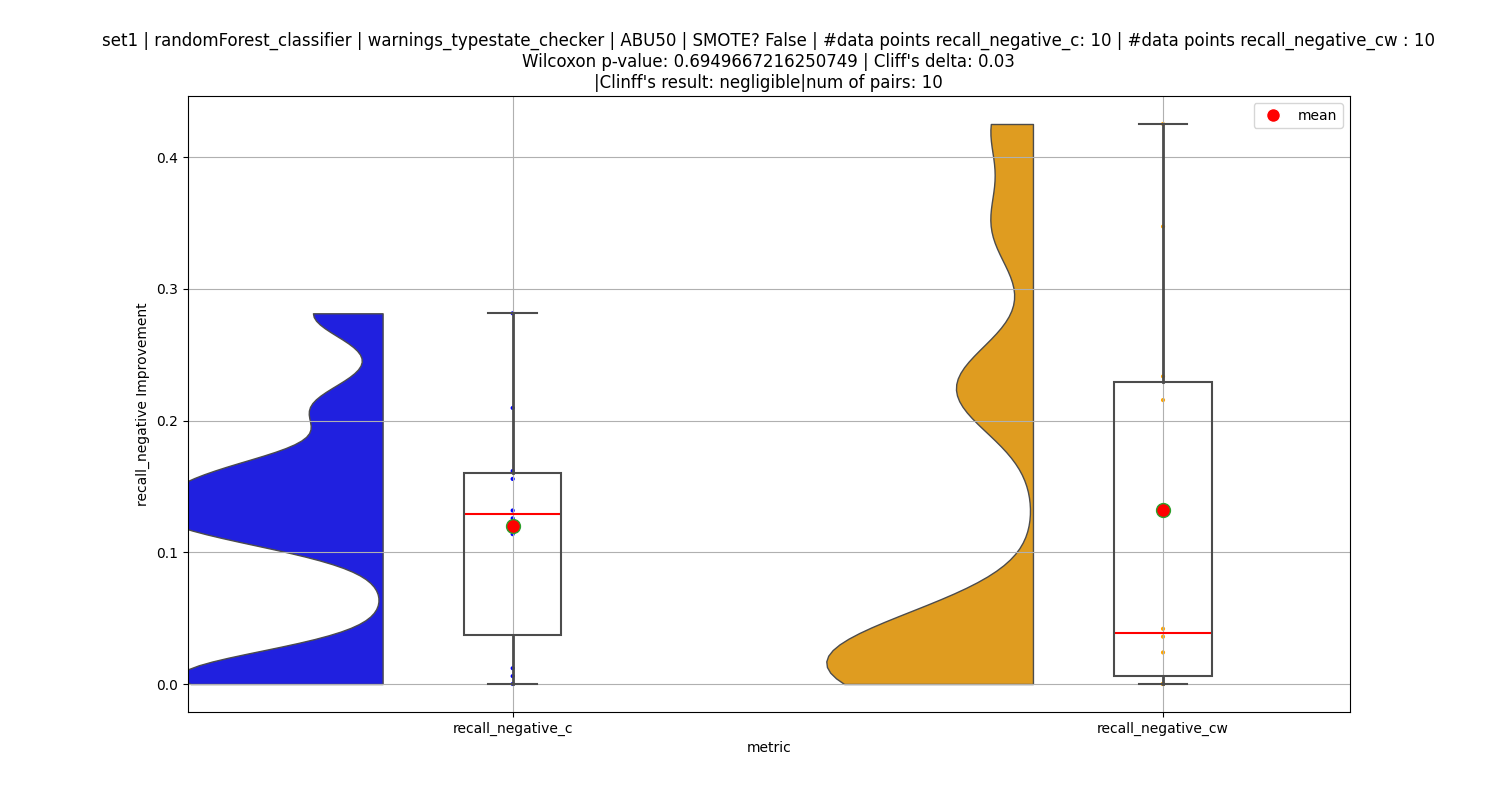 set1 | randomForest_classifier | warnings_typestate_checker | ABU50 | SMOTE? False | #data points recall_negative_c: 10 | #data points recall_negative_cw : 10
Wilcoxon p-value: 0.6949667216250749 | Cliff's delta: 0.03
|Clinff's result: negligible|num of pairs: 10
mean
0.4
0.3
0.2
0.1
0.0
recall_negative Improvement
recall_negative_c
recall_negative_cw
metric